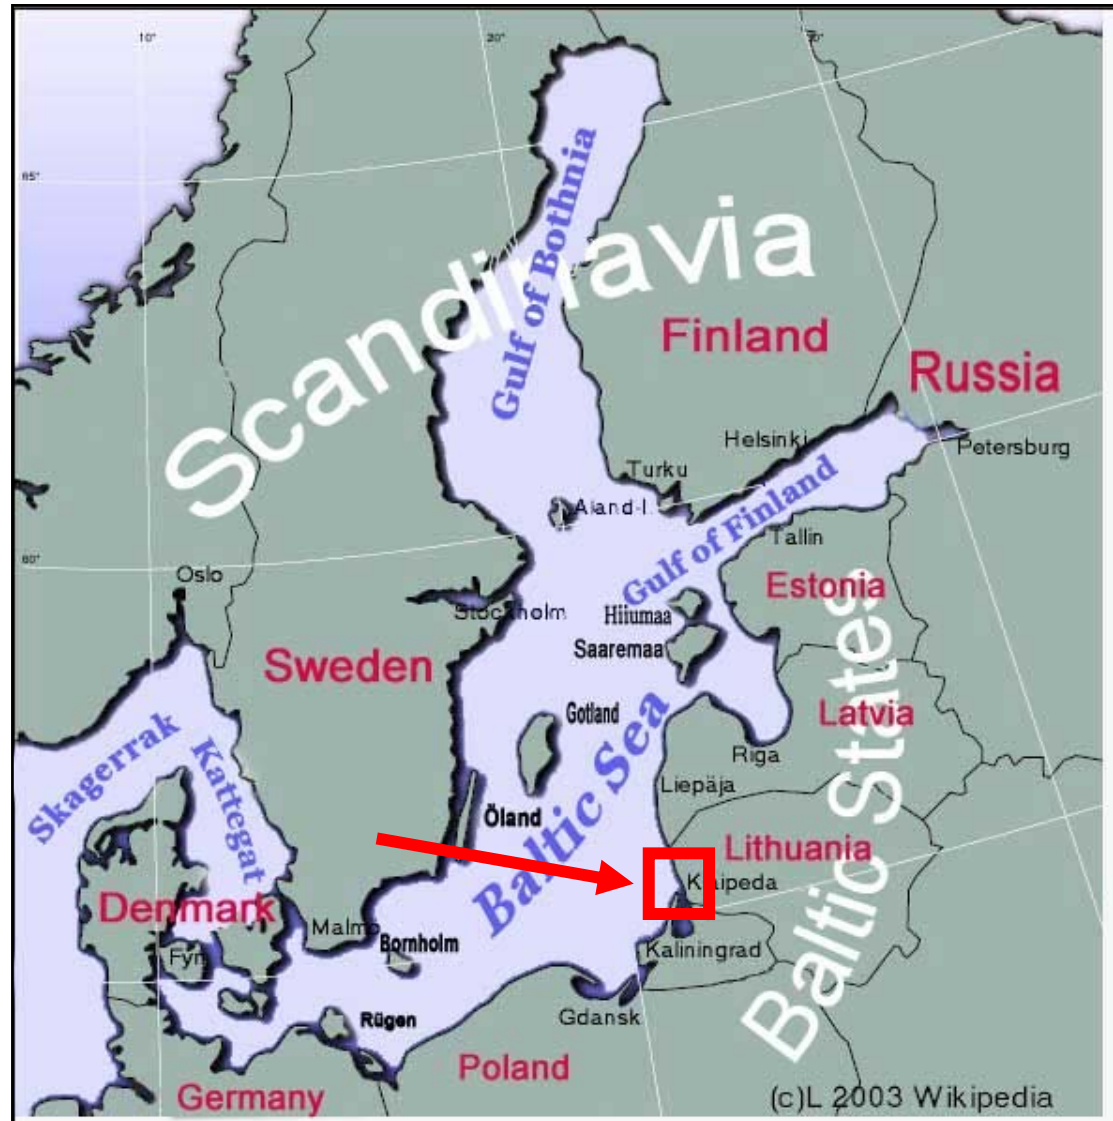 10°
20°
30°
65°
Gulf of Bothnia
Scandinavia
Finland
Russia
Helsinki
Petersburg
Turku
Aland-I.
Gulf of Finland
Tallin
60°
Oslo
Estonia
Stockholm
Hiiumaa
Saaremaa
Sweden
Gotland
Latvia
Skagerrak
Kattegat
Riga
Liepäja
Öland
Baltic Sea
Lithuania
Klaipeda
Denmark
Malmo
Bornholm
Kaliningrad
Fyn
Baltic States
Gdansk
Rügen
Poland
Germany
(c)L 2003 Wikipedia